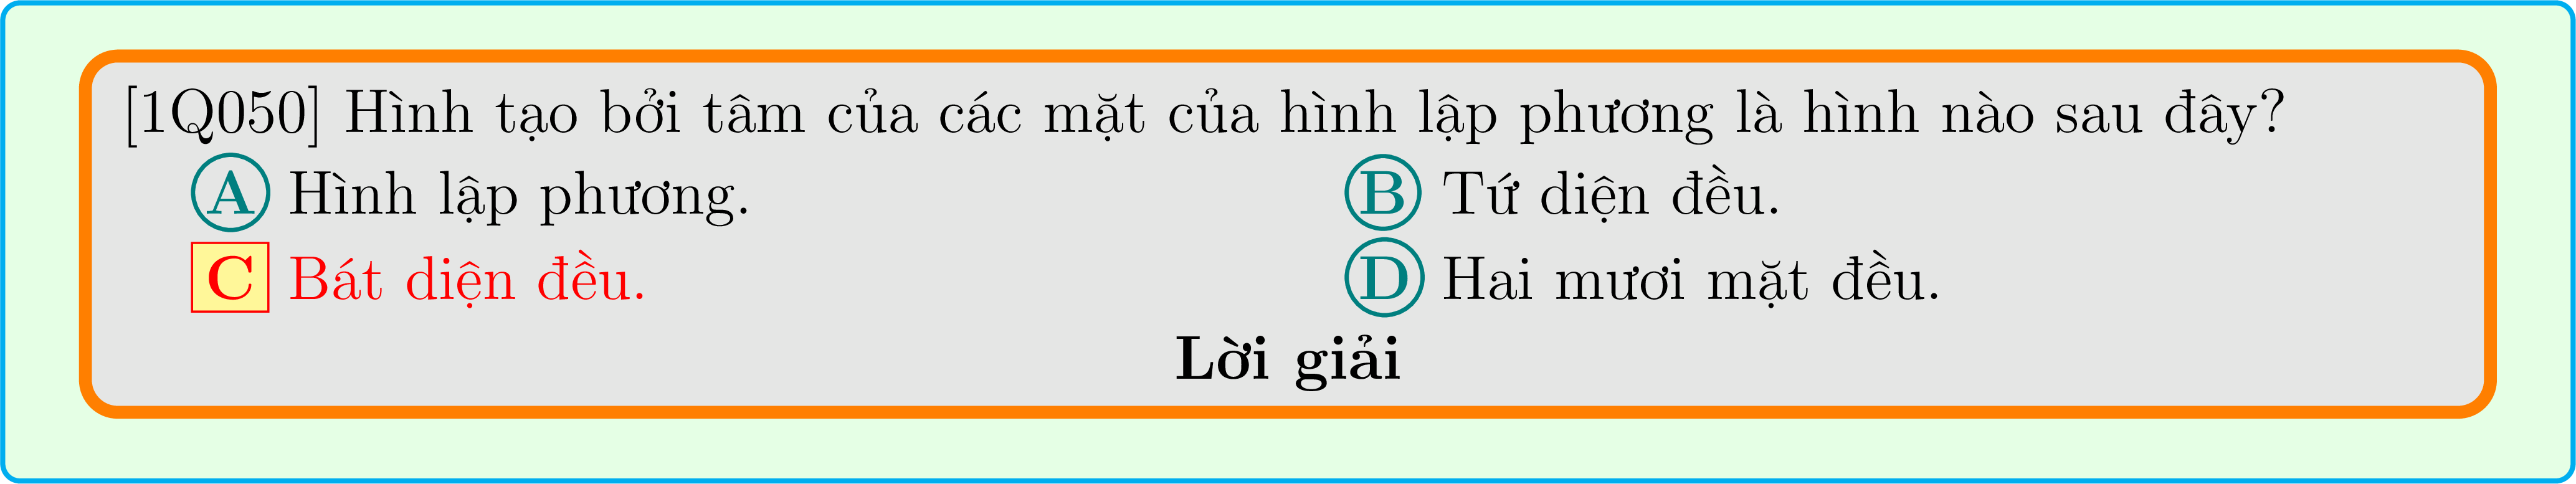 [1Q050] Hình tạo bởi tâm của các mặt của hình lập phương là hình nào sau đây?
A Hình lập phương. B Tứ diện đều.
C Bát diện đều. D Hai mươi mặt đều.
Lời giải